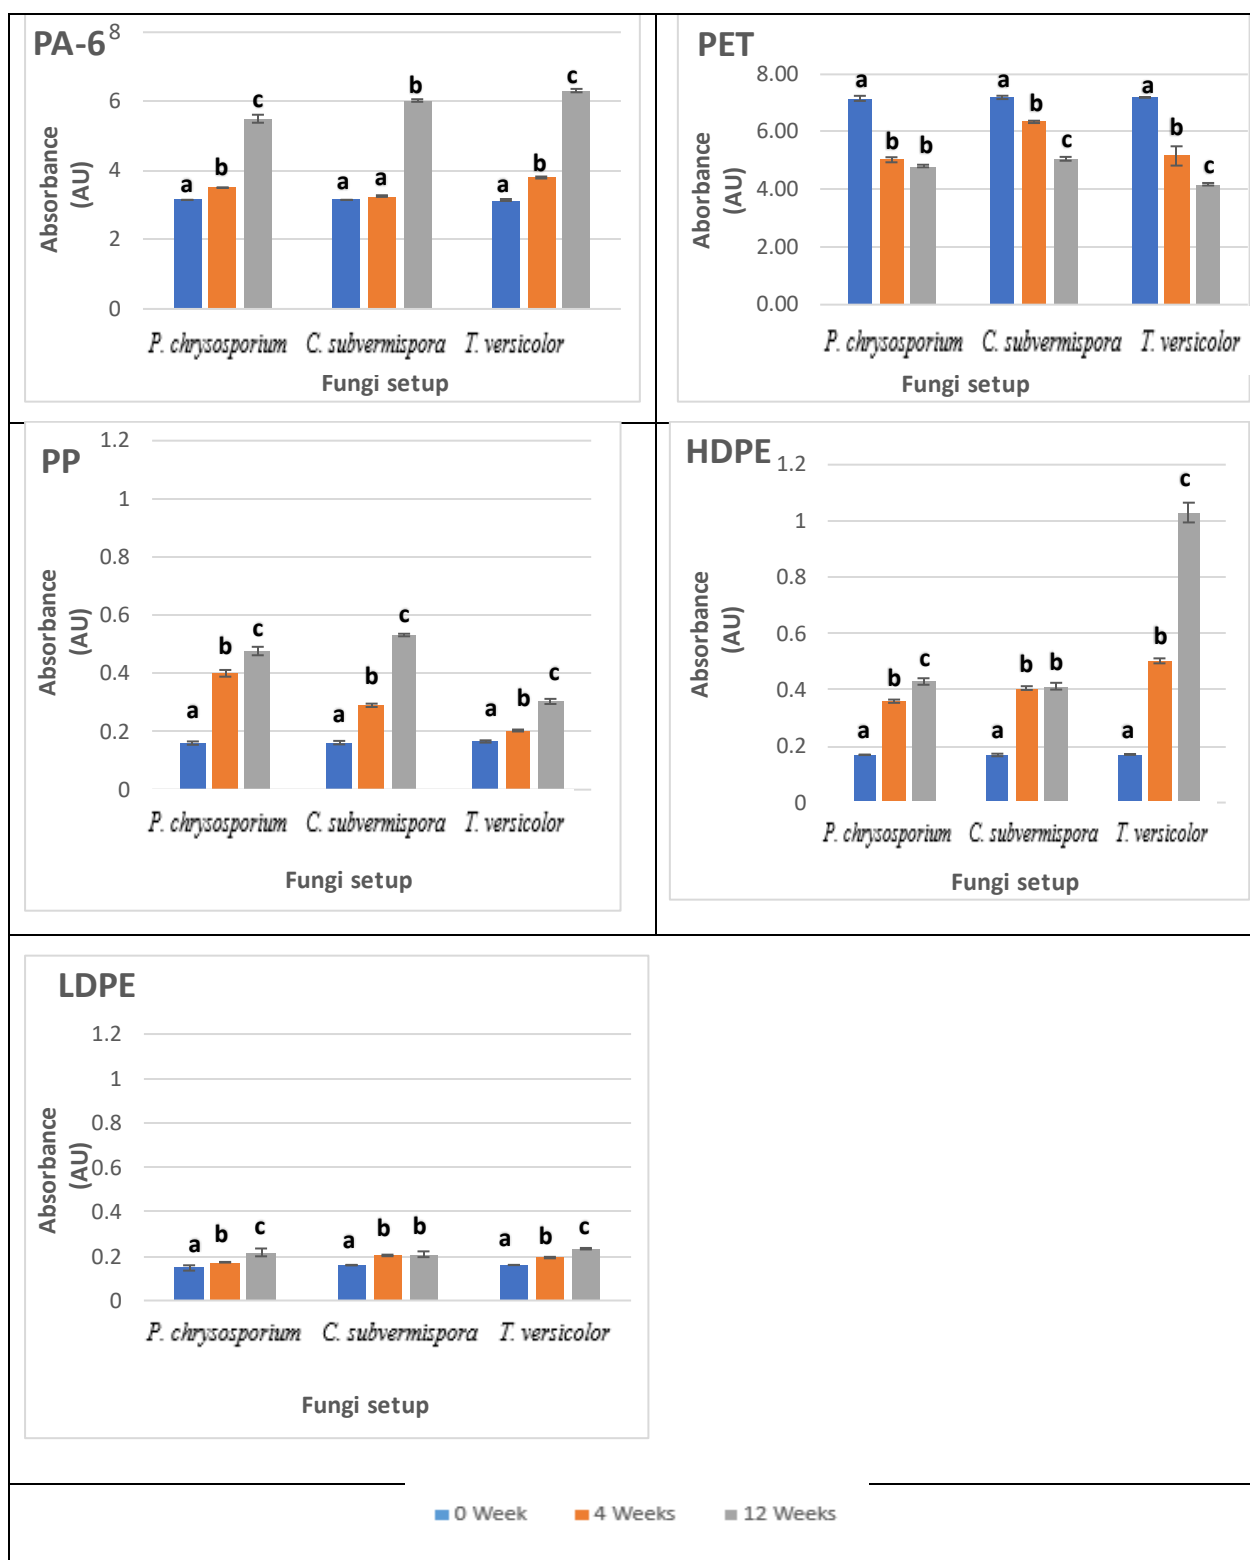 PA-6
8
6
4
2
0
Absorbance
(AU)
c
b
c
a
b
a
a
a
b
P. chrysosporium
C. subvermispora
T. versicolor
Fungi setup
PET
8.00
6.00
4.00
2.00
0.00
Aborbance
(AU)
a
b
b
a
b
c
a
b
c
P. chrysosporium
C. subvermispora
T. versicolor
Fungi setup
PP
1.2
1
0.8
0.6
0.4
0.2
0
Absorbance
(AU)
a
b
c
a
b
c
a
b
c
P. chrysosporium
C. subvermispora
T. versicolor
Fungi setup
HDPE
1.2
1
0.8
0.6
0.4
0.2
0
Absorbance
(AU)
a
b
c
a
b
b
a
b
c
P. chrysosporium
C. subvermispora
T. versicolor
Fungi setup
LDPE
1.2
1
0.8
0.6
0.4
0.2
0
Absorbance
(AU)
a
b
c
a
b
b
a
b
c
P. chrysosporium
C. subvermispora
T. versicolor
Fungi setup
0 Week
4 Weeks
12 Weeks